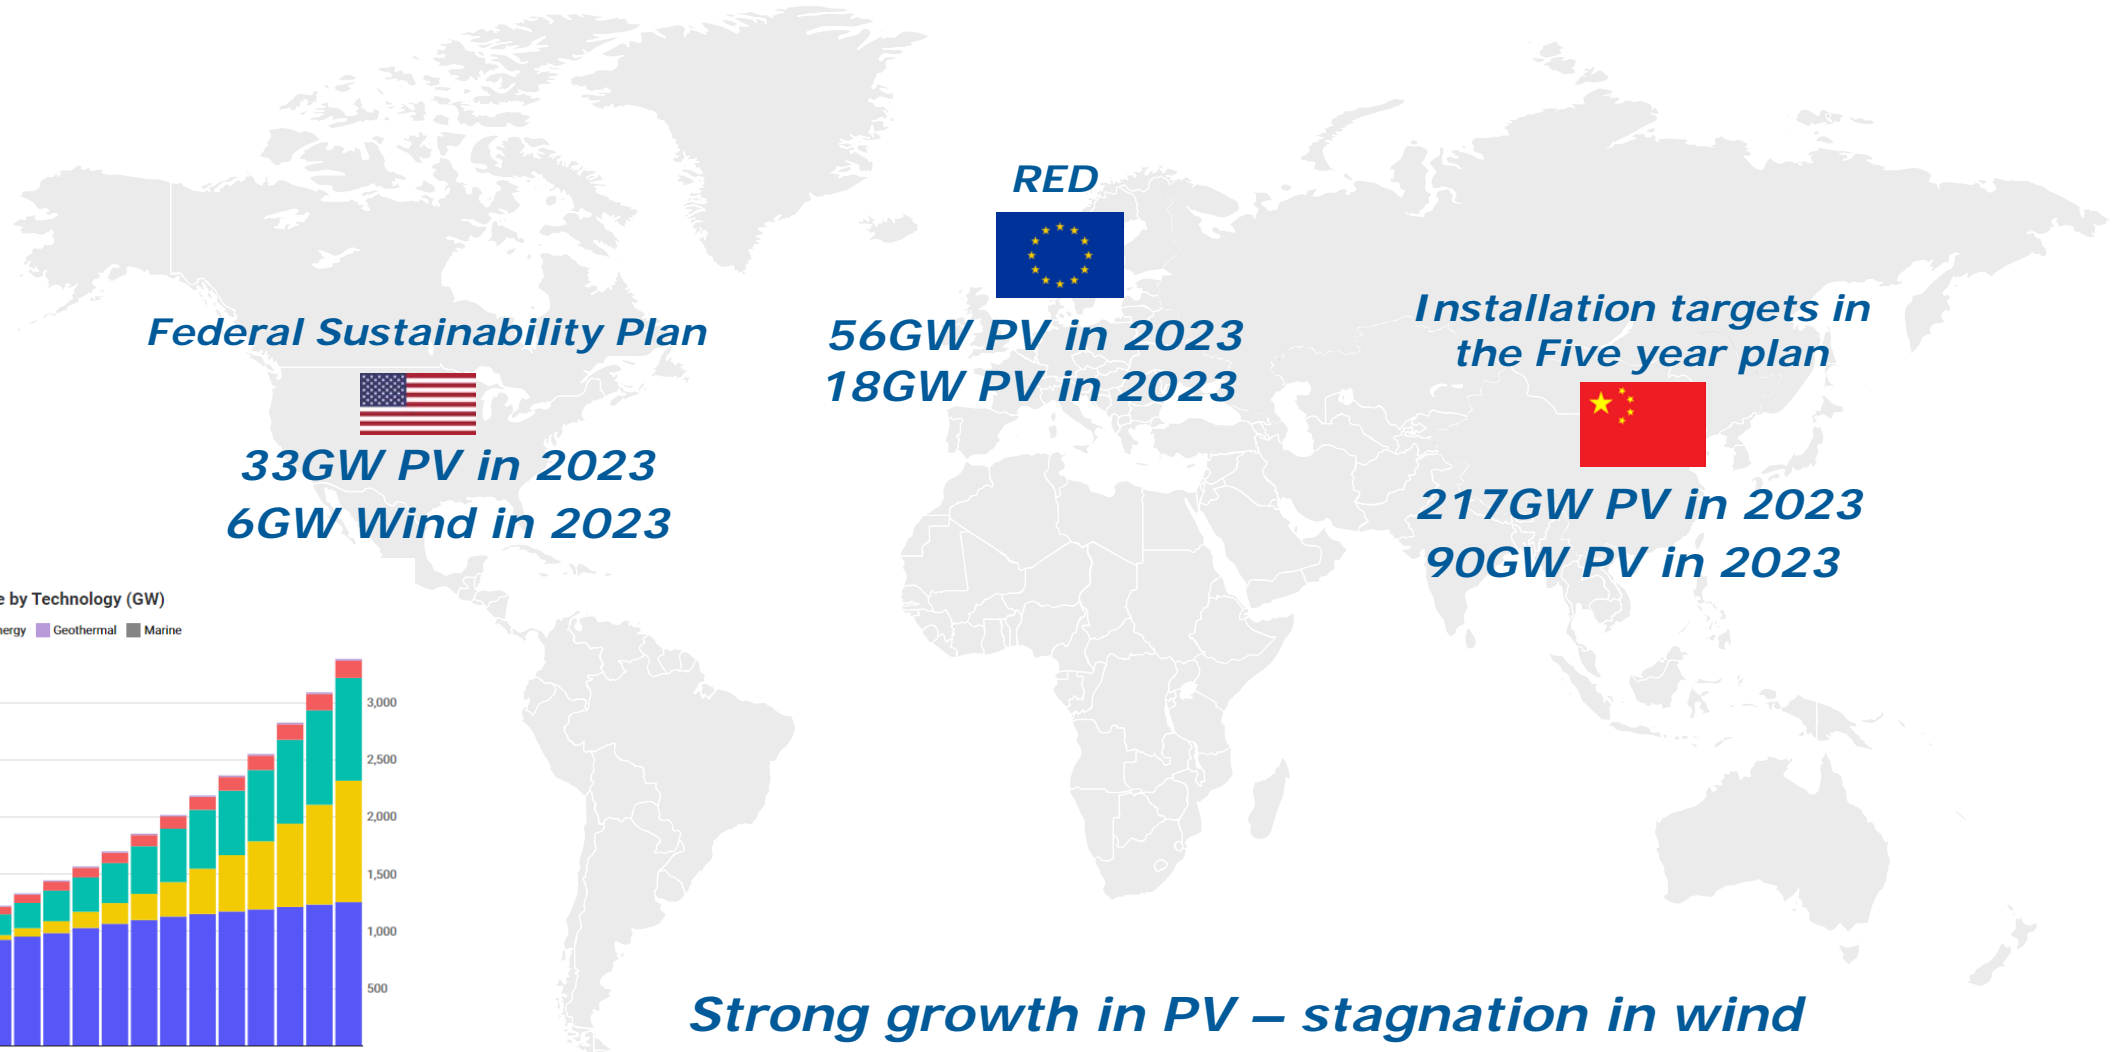 RED
Federal Sustainability Plan
56GW PV in 2023
18GW PV in 2023
Installation targets in
the Five year plan
33GW PV in 2023
6GW Wind in 2023
217GW PV in 2023
90GW PV in 2023
by Technology (GW)
Geothermal Marine
3,000
2,500
2,000
1,500
1,000
500
Strong growth in PV – stagnation in wind